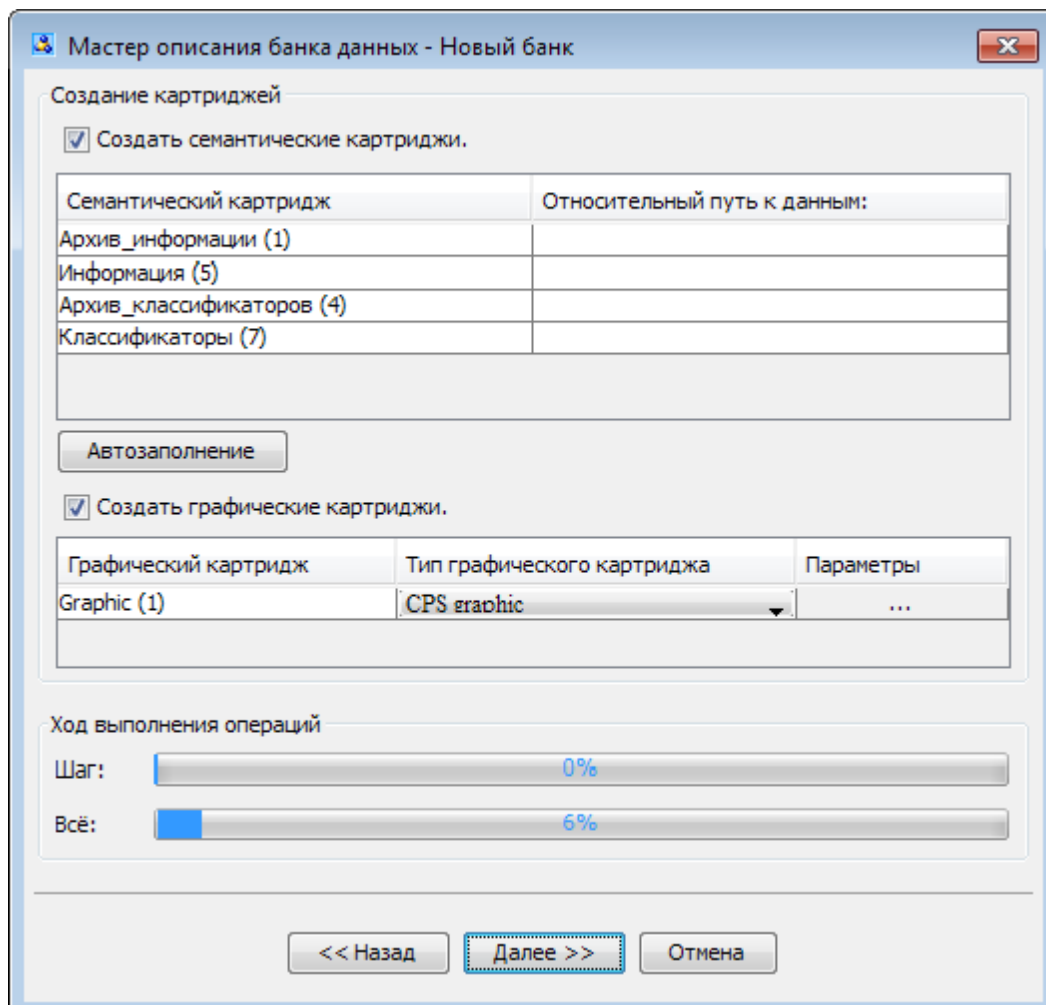 Мастер описания банка данных - Новый банк
Создание картриджей
Создать семантические картриджи.
Семантический картридж Относительный путь к данным:
Архив_информации (1)
Информация (5)
Архив_классификаторов (4)
Классификаторы (7)
Автозаполнение
Создать графические картриджи.
Графический картридж Тип графического картриджа Параметры
Graphic (1) CPS graphic ...
Ход выполнения операций
Шаг: 0%
Всё: 6%
<< Назад Далее >> Отмена